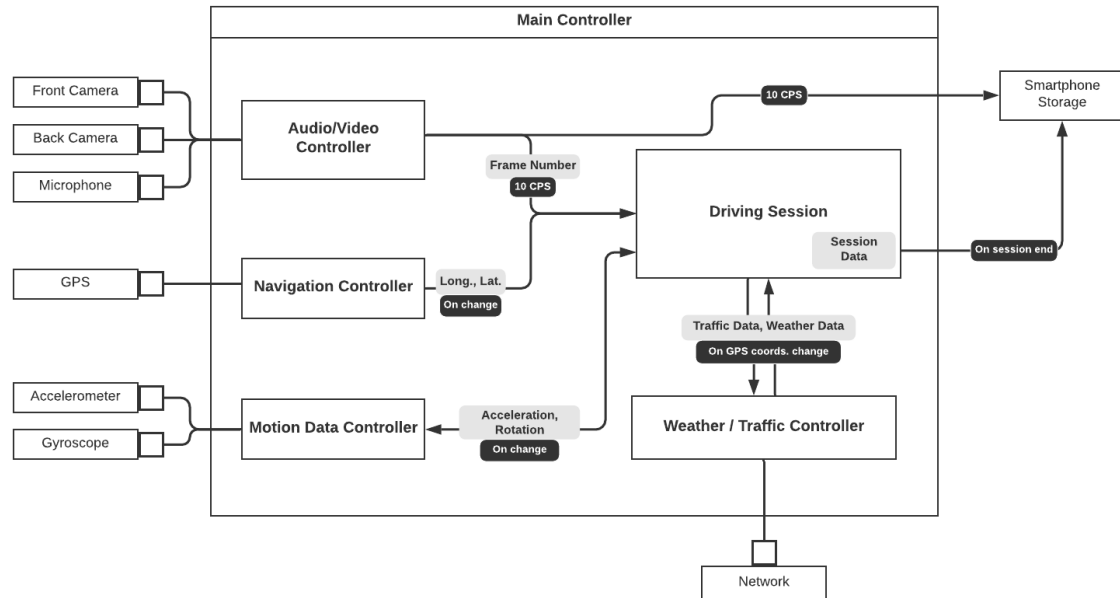 Main Controller
Front Camera
Back Camera
Microphone
Audio/Video
Controller
10 CPS
Smartphone
Storage
Frame Number
10 CPS
Driving Session
Session
Data
On session end
GPS
Navigation Controller
Long., Lat.
On change
Traffic Data, Weather Data
On GPS coords. change
Accelerometer
Gyroscope
Motion Data Controller
Acceleration,
Rotation
On change
Weather / Traffic Controller
Network